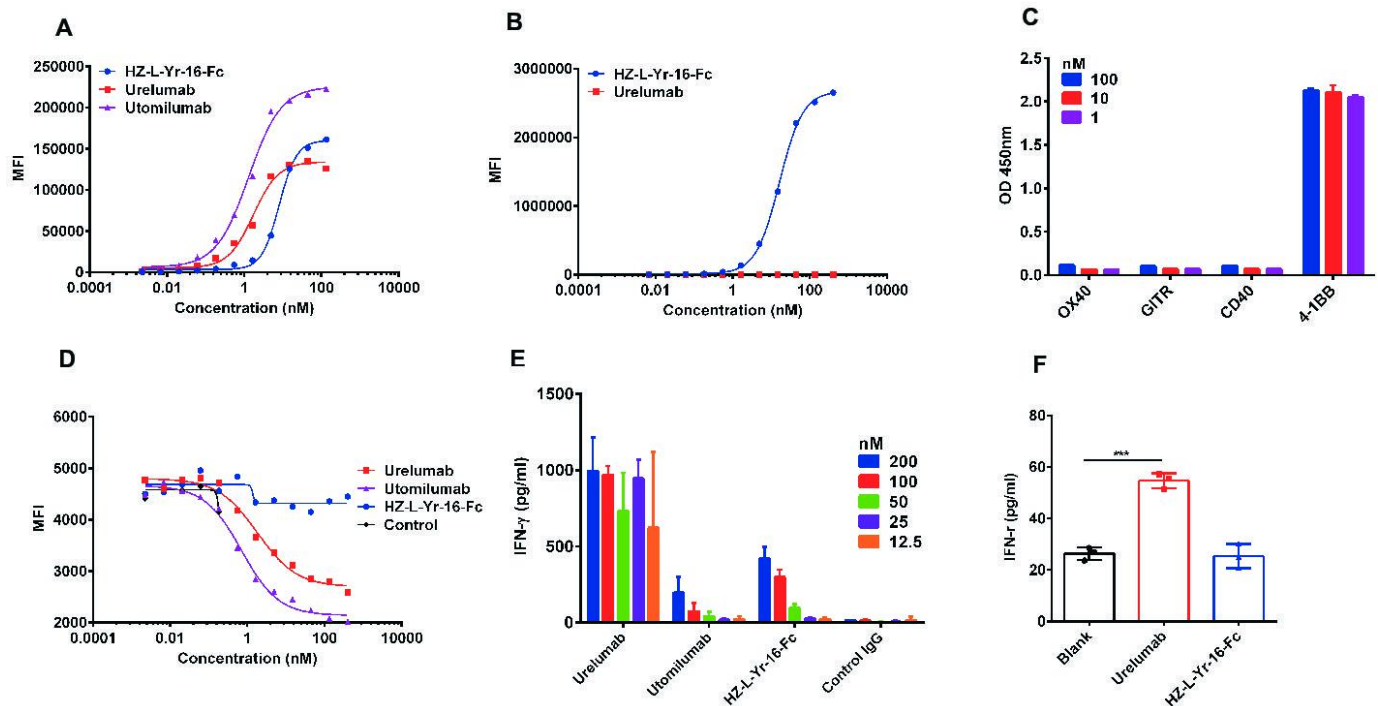 A
HZ-L-Yr-16-Fc
Urelumab
Utomilumab
250000
200000
150000
100000
50000
0
MFI
0.0001 0.01 1 100 10000
Concentration (nM)
B
HZ-L-Yr-16-Fc
Urelumab
3000000
2000000
1000000
0
MFI
0.0001 0.01 1 100 10000
Concentration (nM)
C
nM
100
10
1
2.5
2.0
1.5
1.0
0.5
0.0
OD 450nm
OX40 GITR CD40 4-1BB
D
6000
5000
4000
3000
2000
MFI
Urelumab
Utomilumab
HZ-L-Yr-16-Fc
Control
0.0001 0.01 1 100 10000
Concentration (nM)
E
1500
1000
500
0
IFN-γ (pg/ml)
nM
200
100
50
25
12.5
Urelumab Utomilumab HZ-L-Yr-16-Fc Control IgG
F
80
60
40
20
0
IFN-r (pg/ml)
***
Blank Urelumab HZ-L-Yr-16-Fc